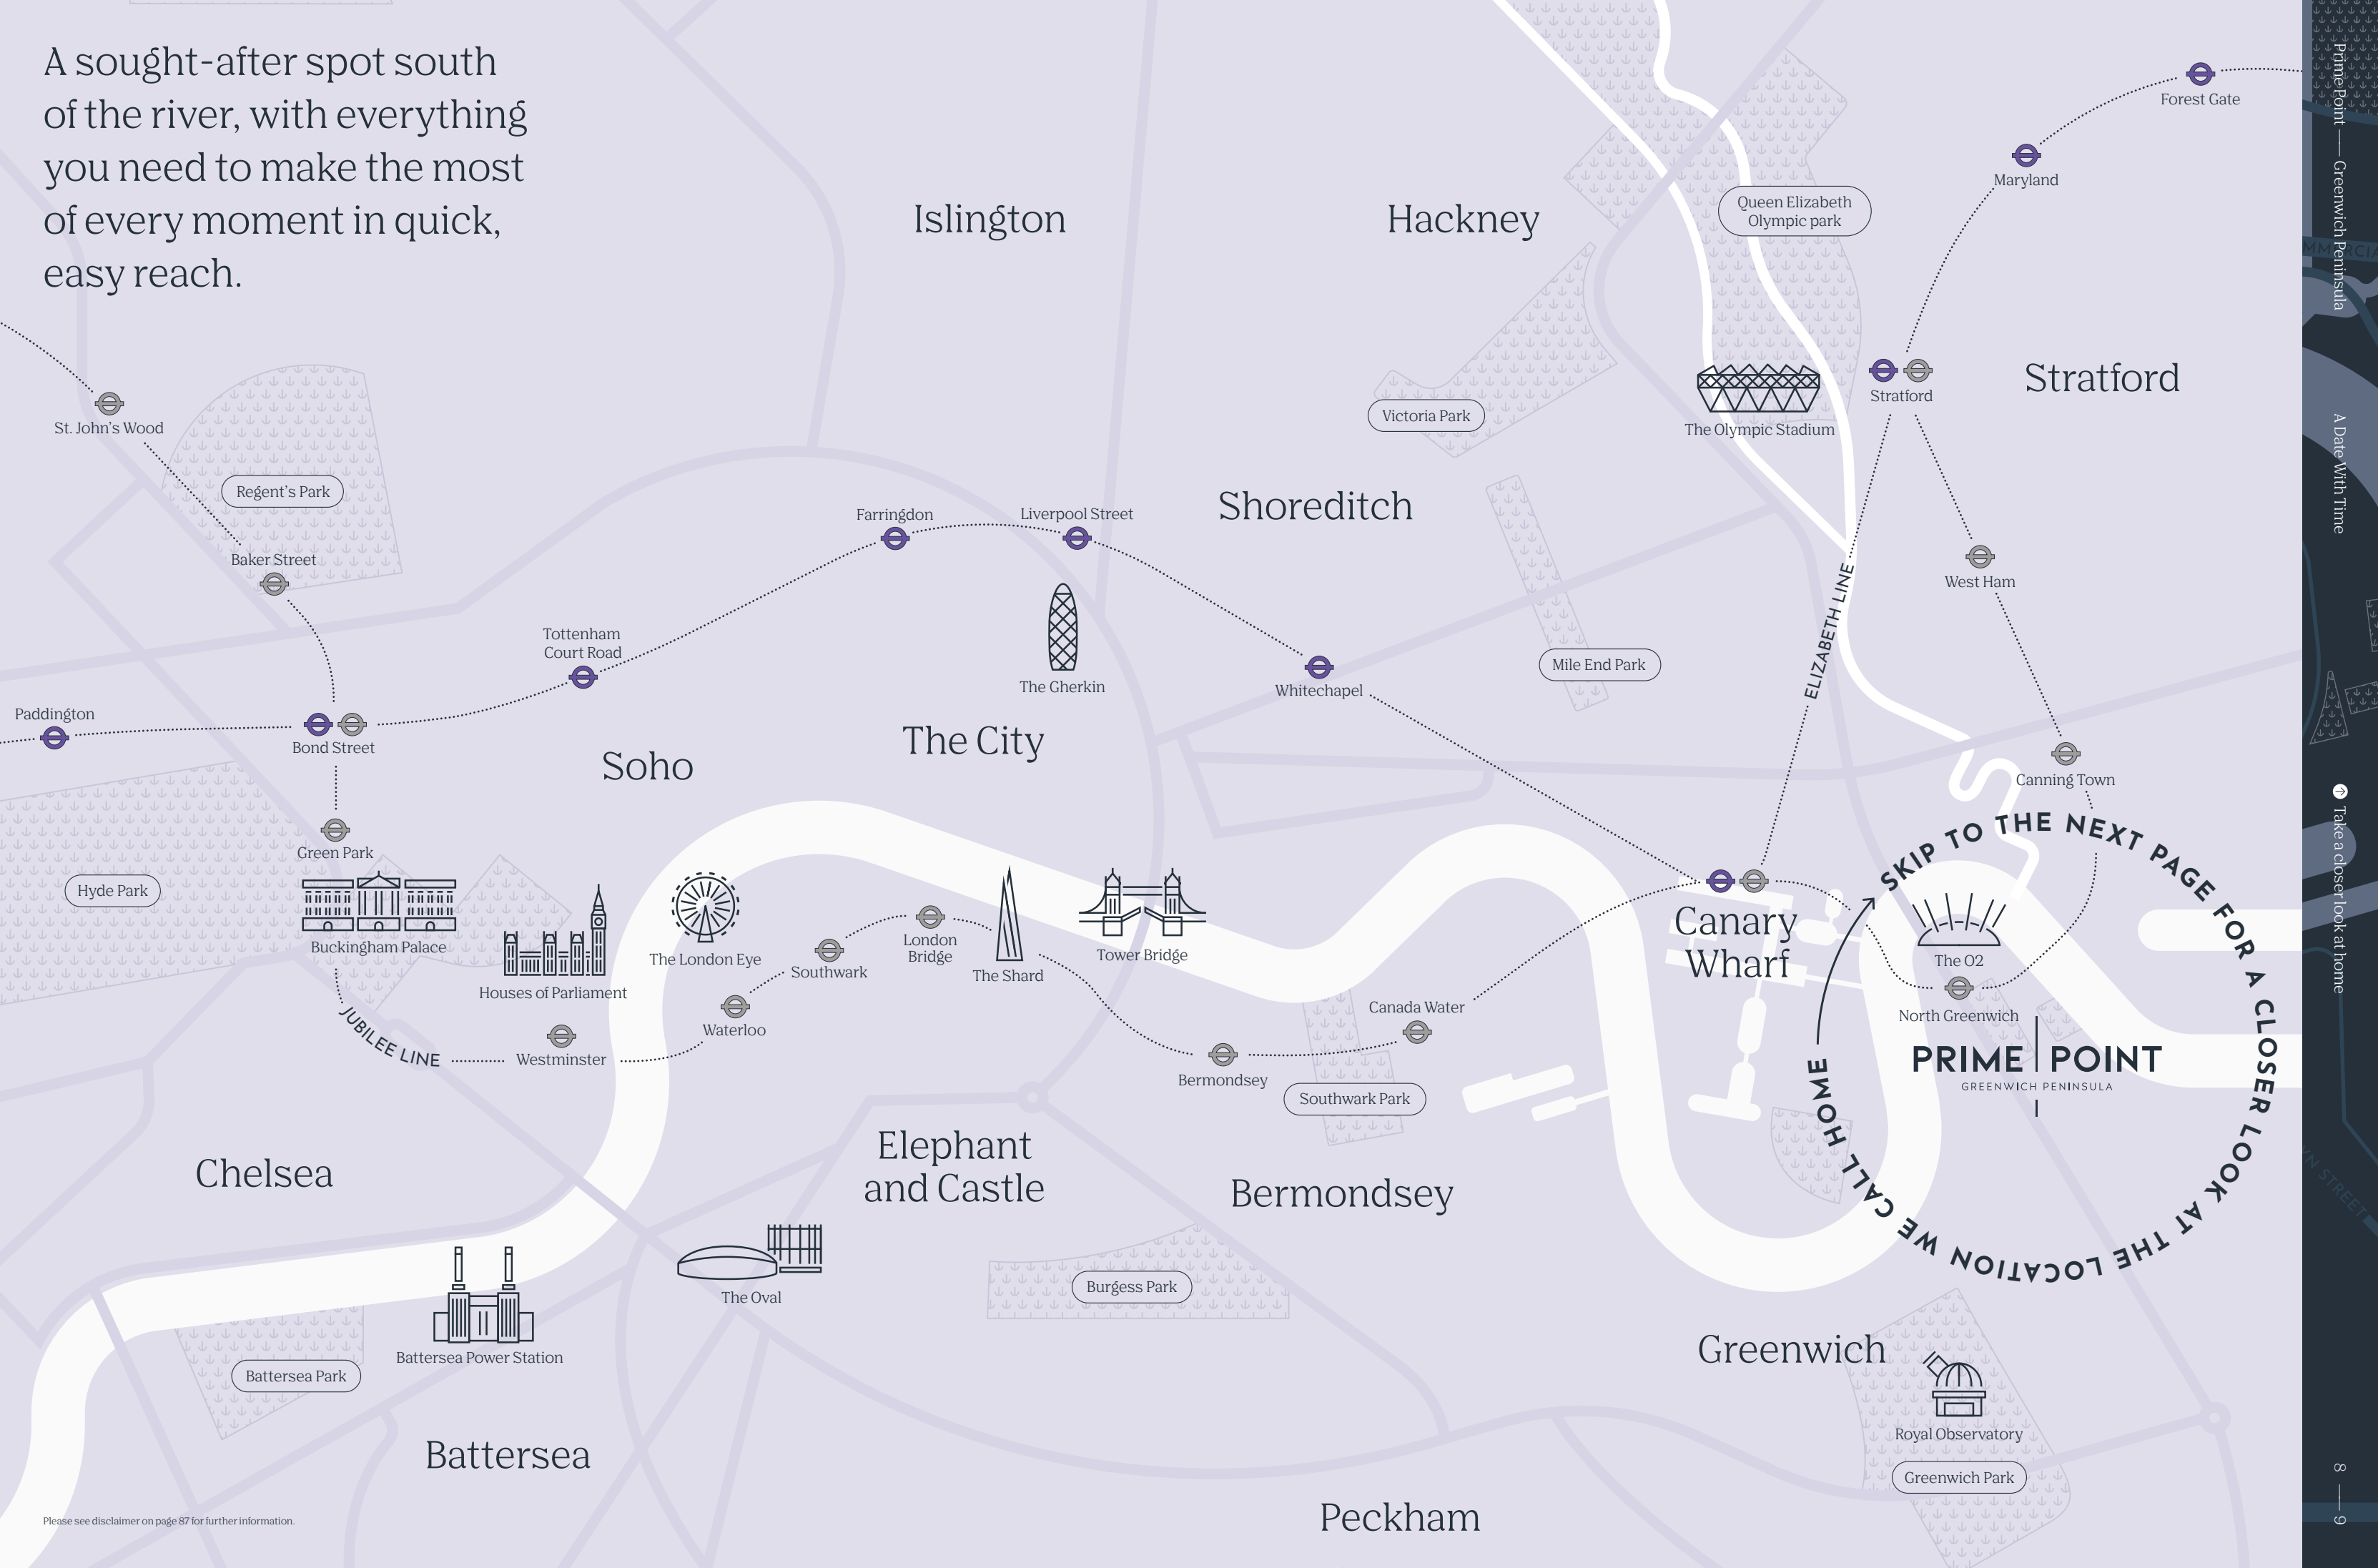 A sought-after spot south
of the river, with everything
you need to make the most
of every moment in quick,
easy reach.
Islington
Hackney
Queen Elizabeth
Olympic park
Forest Gate
Maryland
Stratford
Stratford
The Olympic Stadium
Victoria Park
St. John's Wood
Regent's Park
Baker Street
Shoreditch
Farringdon
Liverpool Street
The Gherkin
West Ham
ELIZABETH LINE
Mile End Park
Tottenham
Court Road
Whitechapel
Paddington
Bond Street
The City
Soho
Canning Town
Green Park
Hyde Park
Buckingham Palace
Houses of Parliament
The London Eye
Southwark
London
Bridge
The Shard
Tower Bridge
Canary
Wharf
The O2
North Greenwich
Canada Water
Waterloo
JUBILEE LINE
Westminster
Bermondsey
Southwark Park
PRIME POINT
GREENWICH PENINSULA
SKIP TO THE NEXT PAGE FOR A CLOSER LOOK AT THE LOCATION WE CALL HOME
Chelsea
Elephant
and Castle
Bermondsey
The Oval
Burgess Park
Battersea Power Station
Battersea Park
Greenwich
Royal Observatory
Greenwich Park
Battersea
Peckham
Please see disclaimer on page 87 for further information.
Prime Point —— Greenwich Peninsula
A Date With Time
Take a closer look at home
8 —— 9